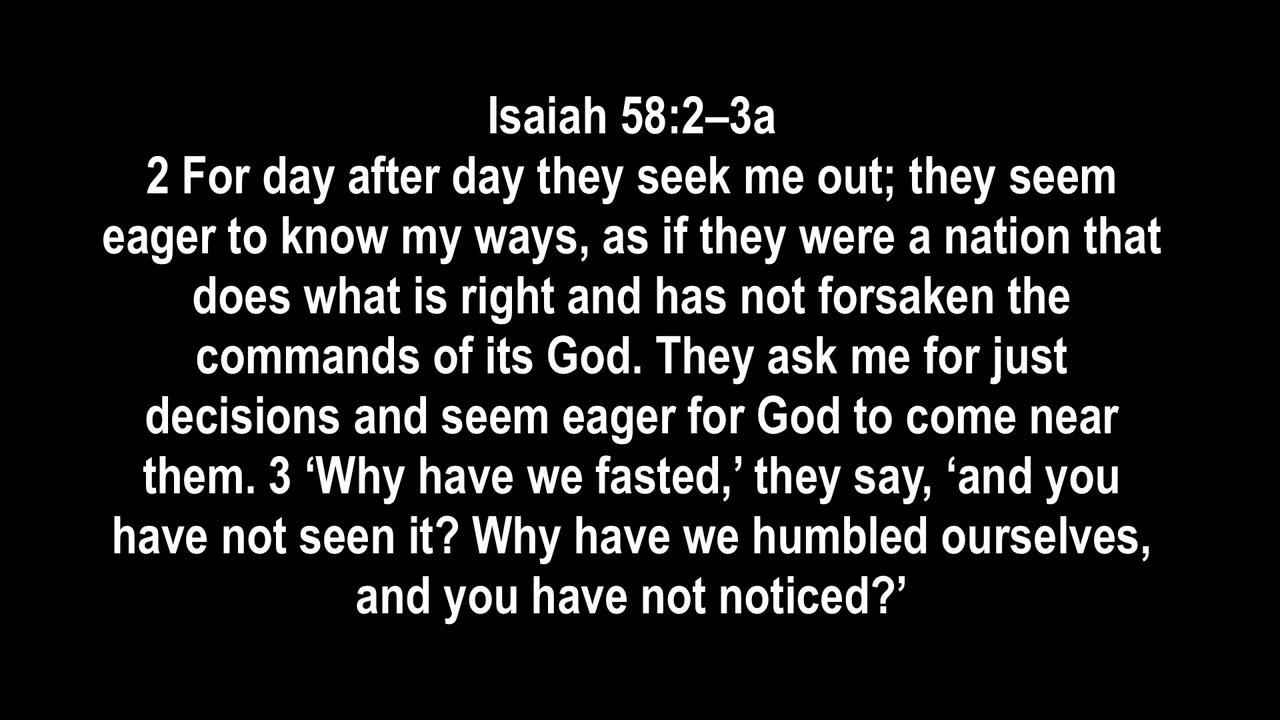 Isaiah 58:2–3a
2 For day after day they seek me out; they seem
eager to know my ways, as if they were a nation that
does what is right and has not forsaken the
commands of its God. They ask me for just
decisions and seem eager for God to come near
them. 3 ‘Why have we fasted,’ they say, ‘and you
have not seen it? Why have we humbled ourselves,
and you have not noticed?’